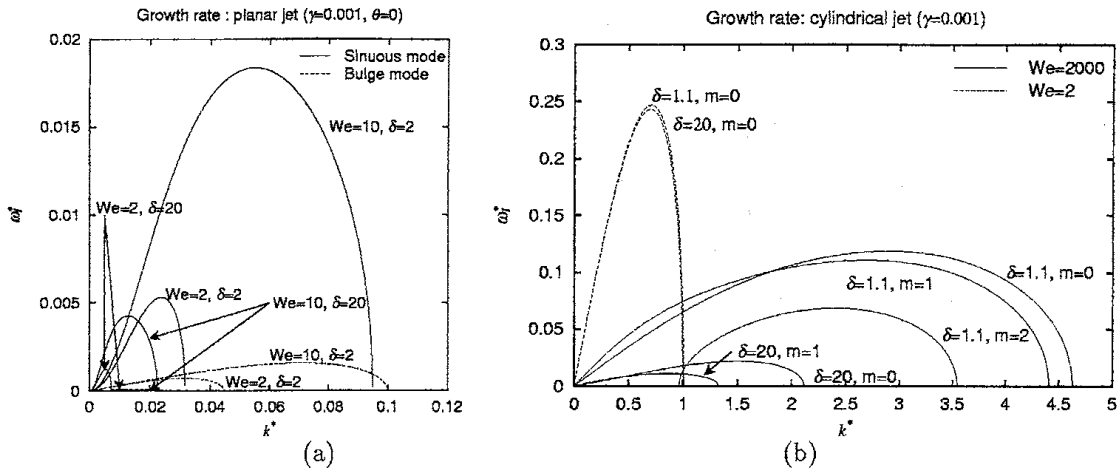 Growth rate : planar jet (γ=0.001, θ=0)
0.02
0.015
0.01
0.005
0
Sinuous mode
Bulge mode
We=10, δ=2
We=2, δ=20
We=2, δ=2
We=10, δ=20
We=10, δ=2
We=2, δ=2
0 0.02 0.04 0.06 0.08 0.1 0.12
ω*i
k*
(a)
Growth rate: cylindrical jet (γ=0.001)
0.3
0.25
0.2
0.15
0.1
0.05
0
We=2000
We=2
δ=1.1, m=0
δ=20, m=0
δ=1.1, m=0
δ=1.1, m=1
δ=1.1, m=2
δ=20, m=1
δ=20, m=0
0 0.5 1 1.5 2 2.5 3 3.5 4 4.5 5
ω*i
k*
(b)